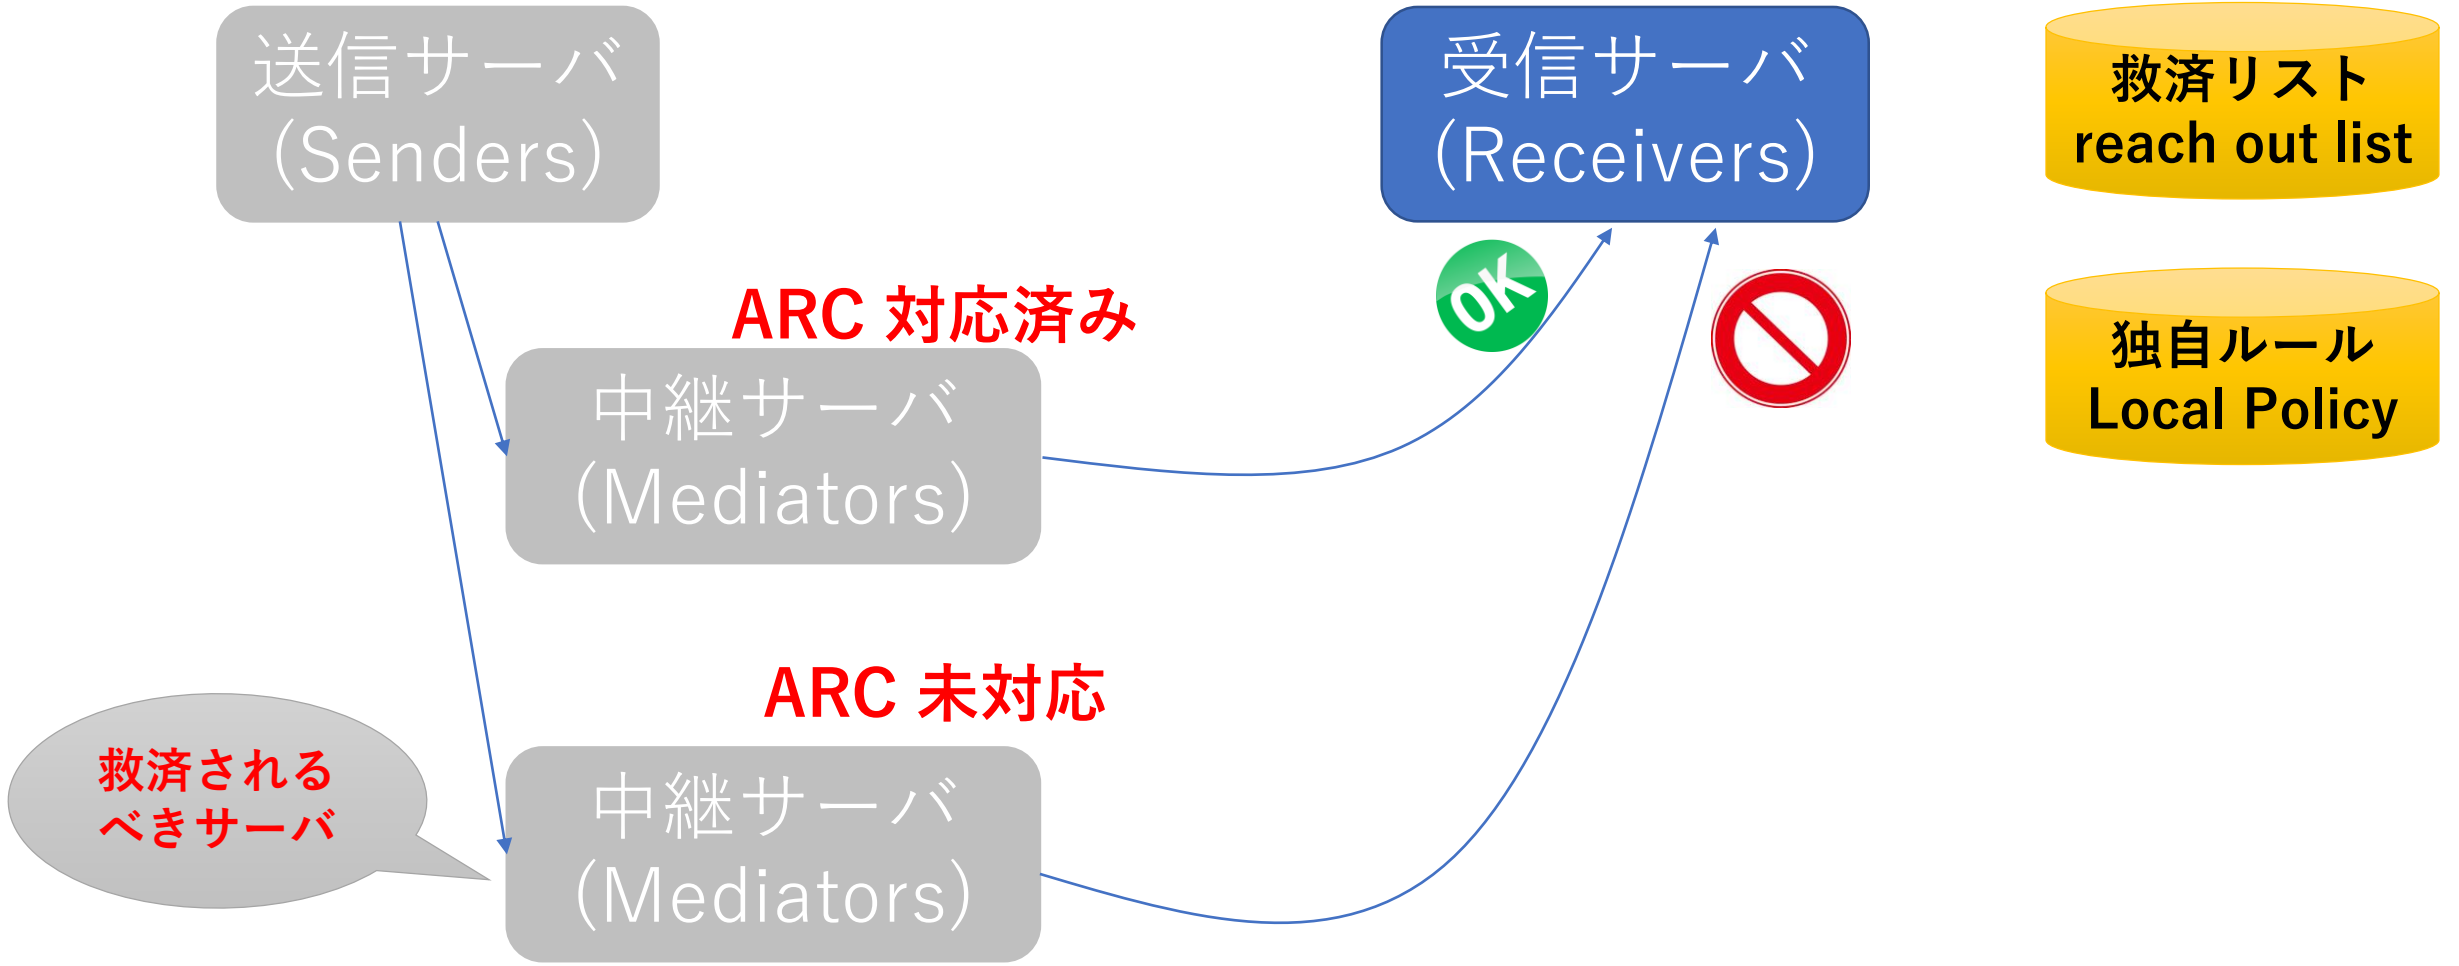 送信サーバ
(Senders)
受信サーバ
(Receivers)
救済リスト
reach out list
OK
ARC 対応済み
独自ルール
Local Policy
中継サーバ
(Mediators)
ARC 未対応
救済される
べきサーバ
中継サーバ
(Mediators)